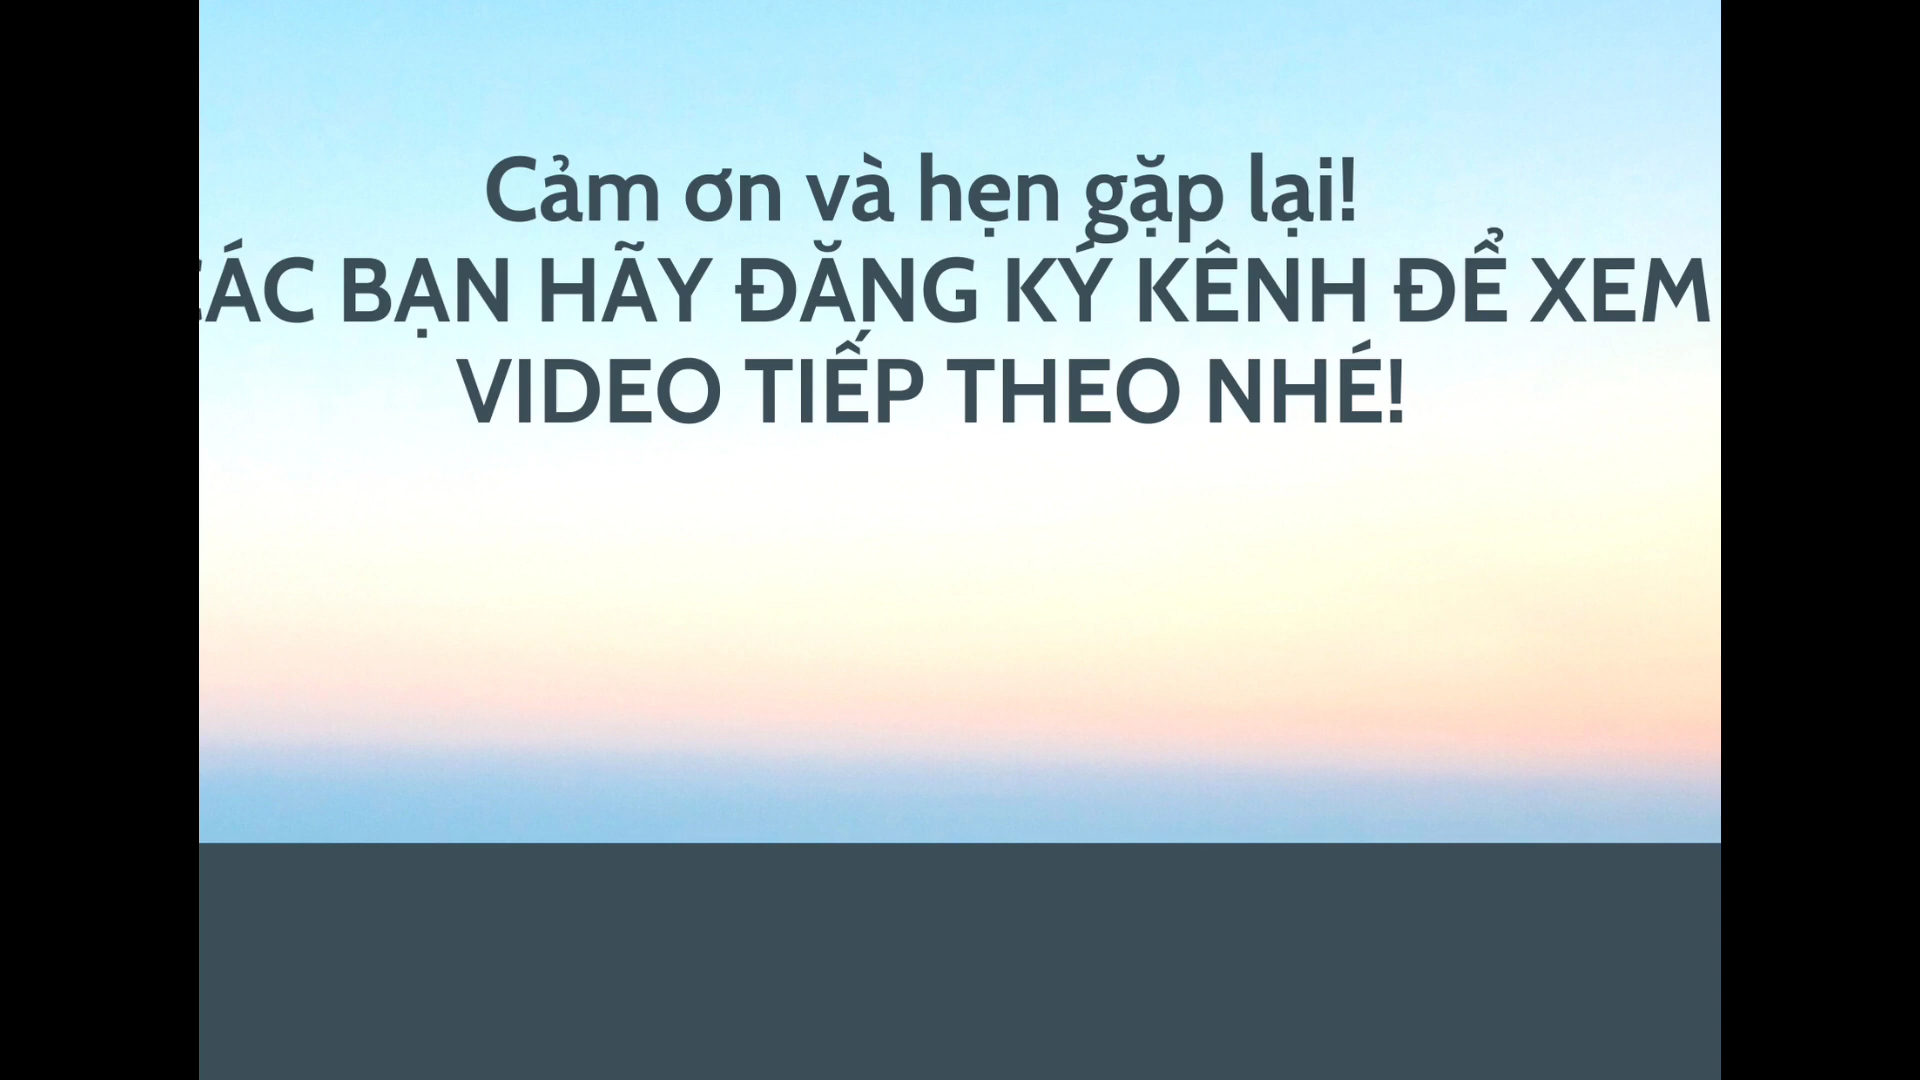 Cảm ơn và hẹn gặp lại!
CÁC BẠN HÃY ĐĂNG KÝ KÊNH ĐỂ XEM
VIDEO TIẾP THEO NHÉ!